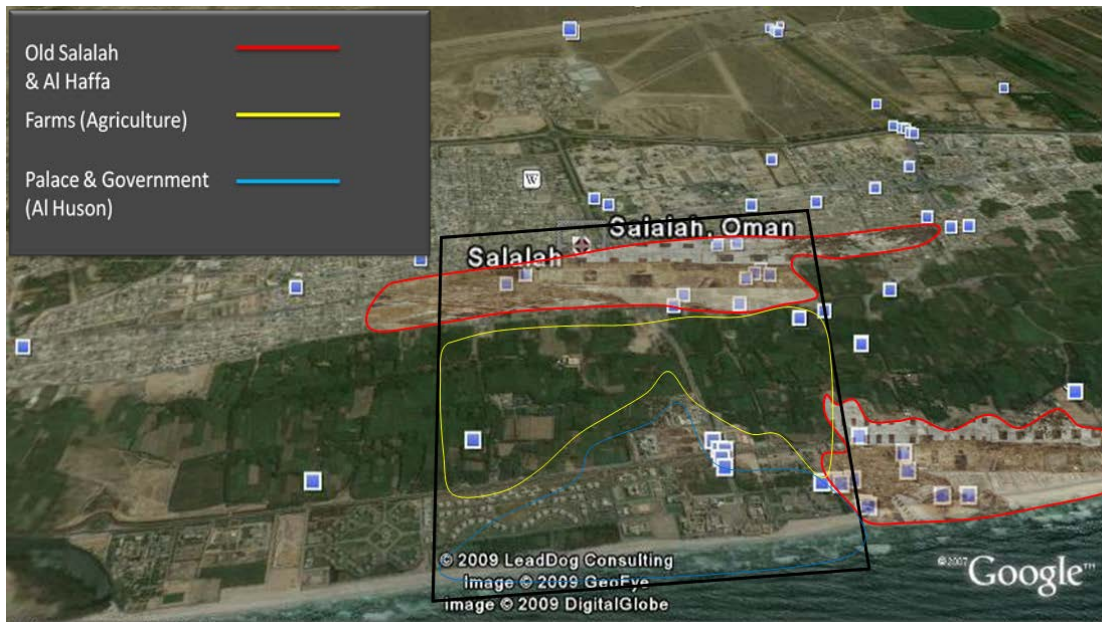 Old Salalah
& Al Haffa
Farms (Agriculture)
Palace & Government
(Al Huson)
W
Salalah, Oman
Salalah
© 2009 LeadDog Consulting
Image © 2009 GeoEye
Image © 2009 DigitalGlobe
©2007 Google™